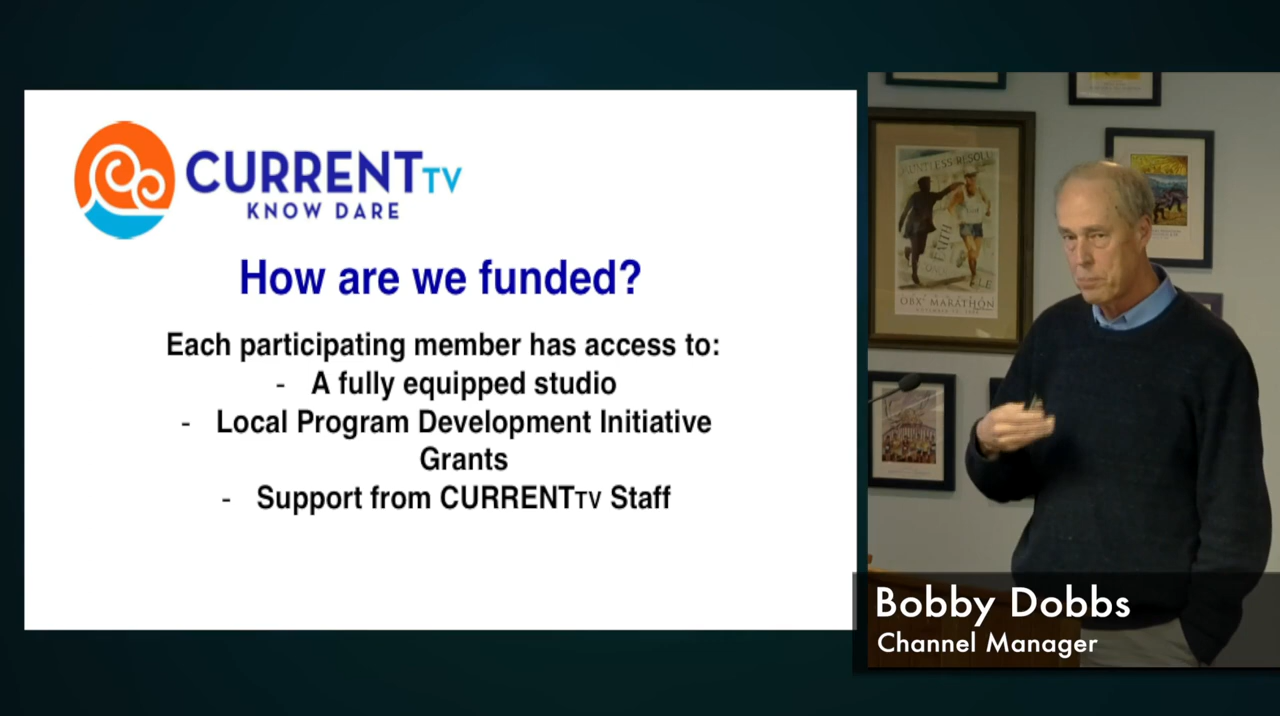 CURRENTTV
KNOW DARE
How are we funded?
Each participating member has access to:
- A fully equipped studio
- Local Program Development Initiative
Grants
- Support from CURRENTTV Staff
FAITH
OBX MARATHON
Bobby Dobbs
Channel Manager